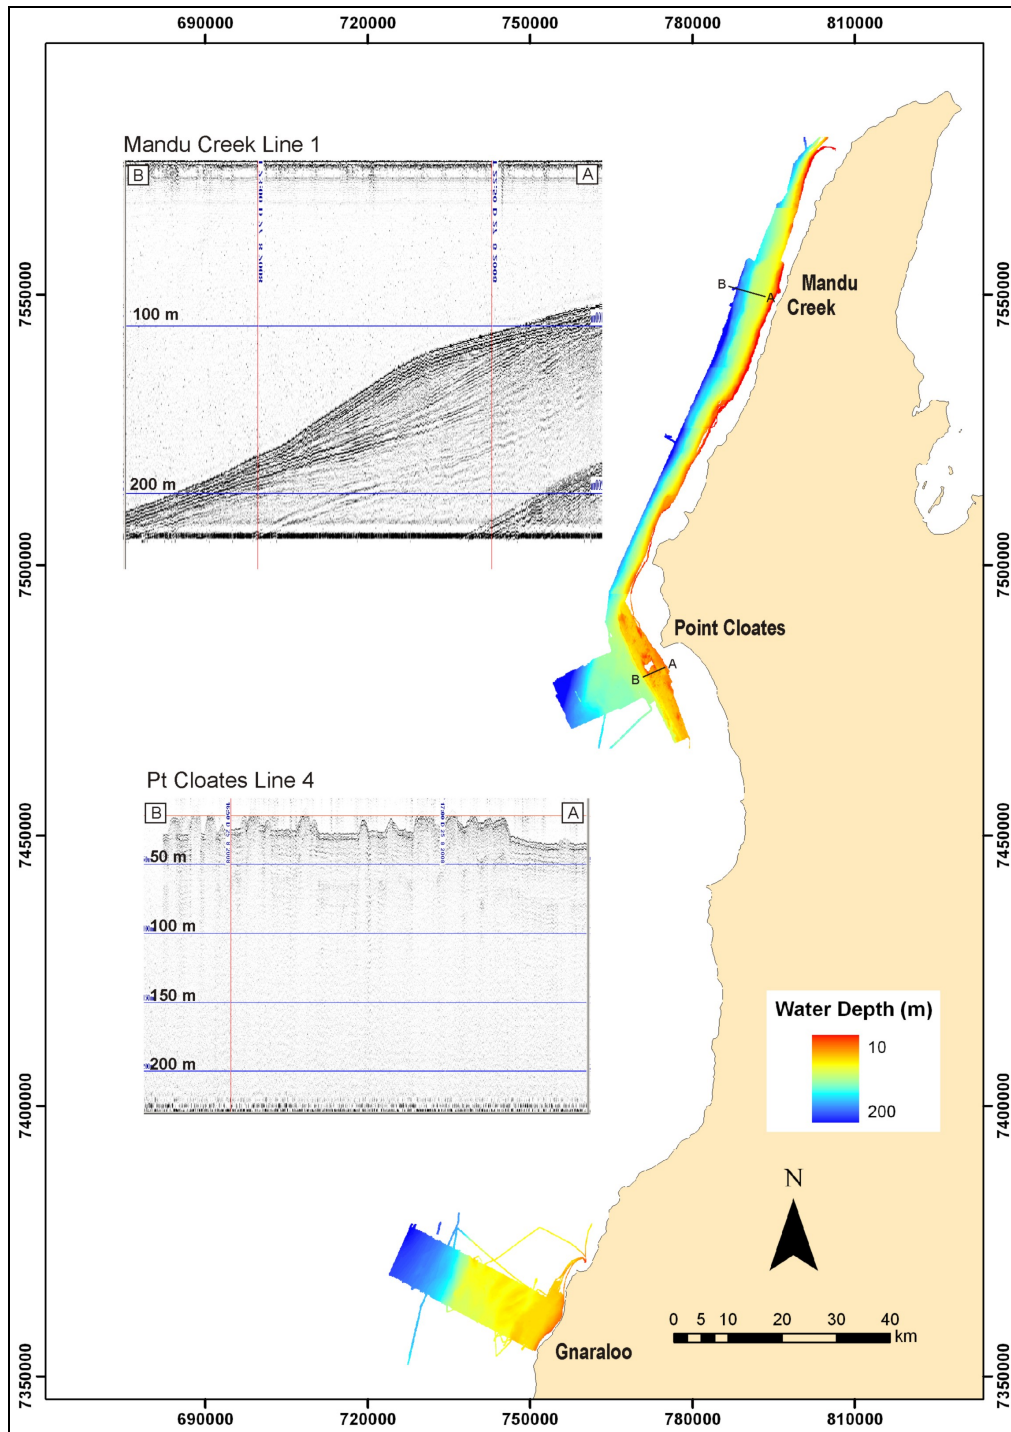 690000 720000 750000 780000 810000
Mandu Creek Line 1
B
A
100 m
200 m
7550000
7500000
7450000
7400000
7350000
7550000
7500000
7450000
7400000
7350000
B
A
Mandu
Creek
Point Cloates
A
B
Pt Cloates Line 4
B
A
50 m
100 m
150 m
200 m
Water Depth (m)
10
200
N
0 5 10 20 30 40
km
Gnaraloo
690000 720000 750000 780000 810000